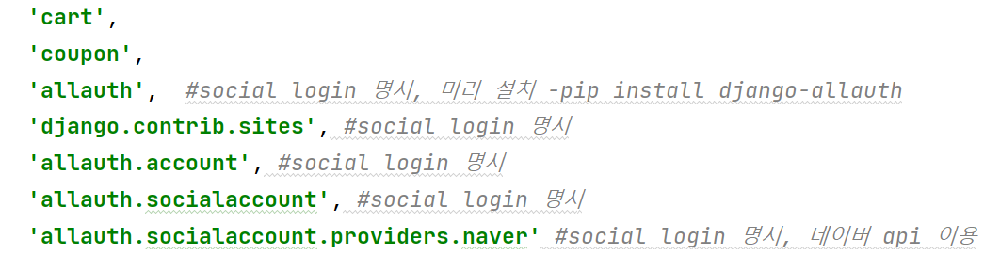 'cart',
'coupon',
'allauth',  #social login 명시, 미리 설치 -pip install django-allauth
'django.contrib.sites', #social login 명시
'allauth.account', #social login 명시
'allauth.socialaccount', #social login 명시
'allauth.socialaccount.providers.naver' #social login 명시, 네이버 api 이용